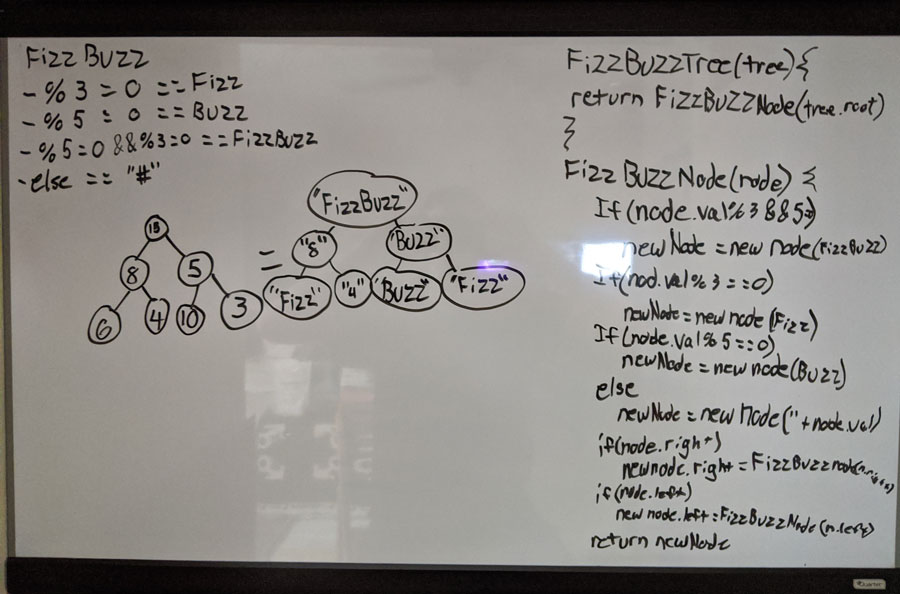 Fizz Buzz
- % 3 = 0 == Fizz
- % 5 = 0 == Buzz
- % 5=0 &&%3=0 == FizzBuzz
- else == "#"
15
8 5
6 4 10 3
=
"FizzBuzz"
"8" "Buzz"
"Fizz" "4" "Buzz" "Fizz"
FizzBuzzTree(tree){
return FizzBuzzNode(tree.root)
}
Fizz BuzzNode(node) {
If(node.val%3&&5=)
newNode = new node(FizzBuzz)
If(nod.val%3==0)
newNode = new node(Fizz)
If(node.val%5==0)
newNode = new node(Buzz)
else
newNode = new node("+node.val)
if(node.right)
newnode.right = FizzBuzznode(n.right)
if(node.left)
new node.left = FizzBuzzNode(n.left)
return newNode